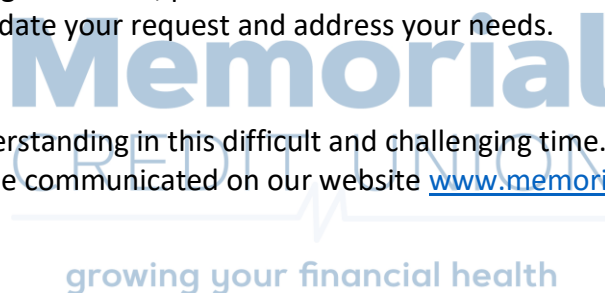 date your request and address your needs.
Memorial
erstanding in this difficult and challenging time.
CREDIT UNION
e communicated on our website www.memori
growing your financial health